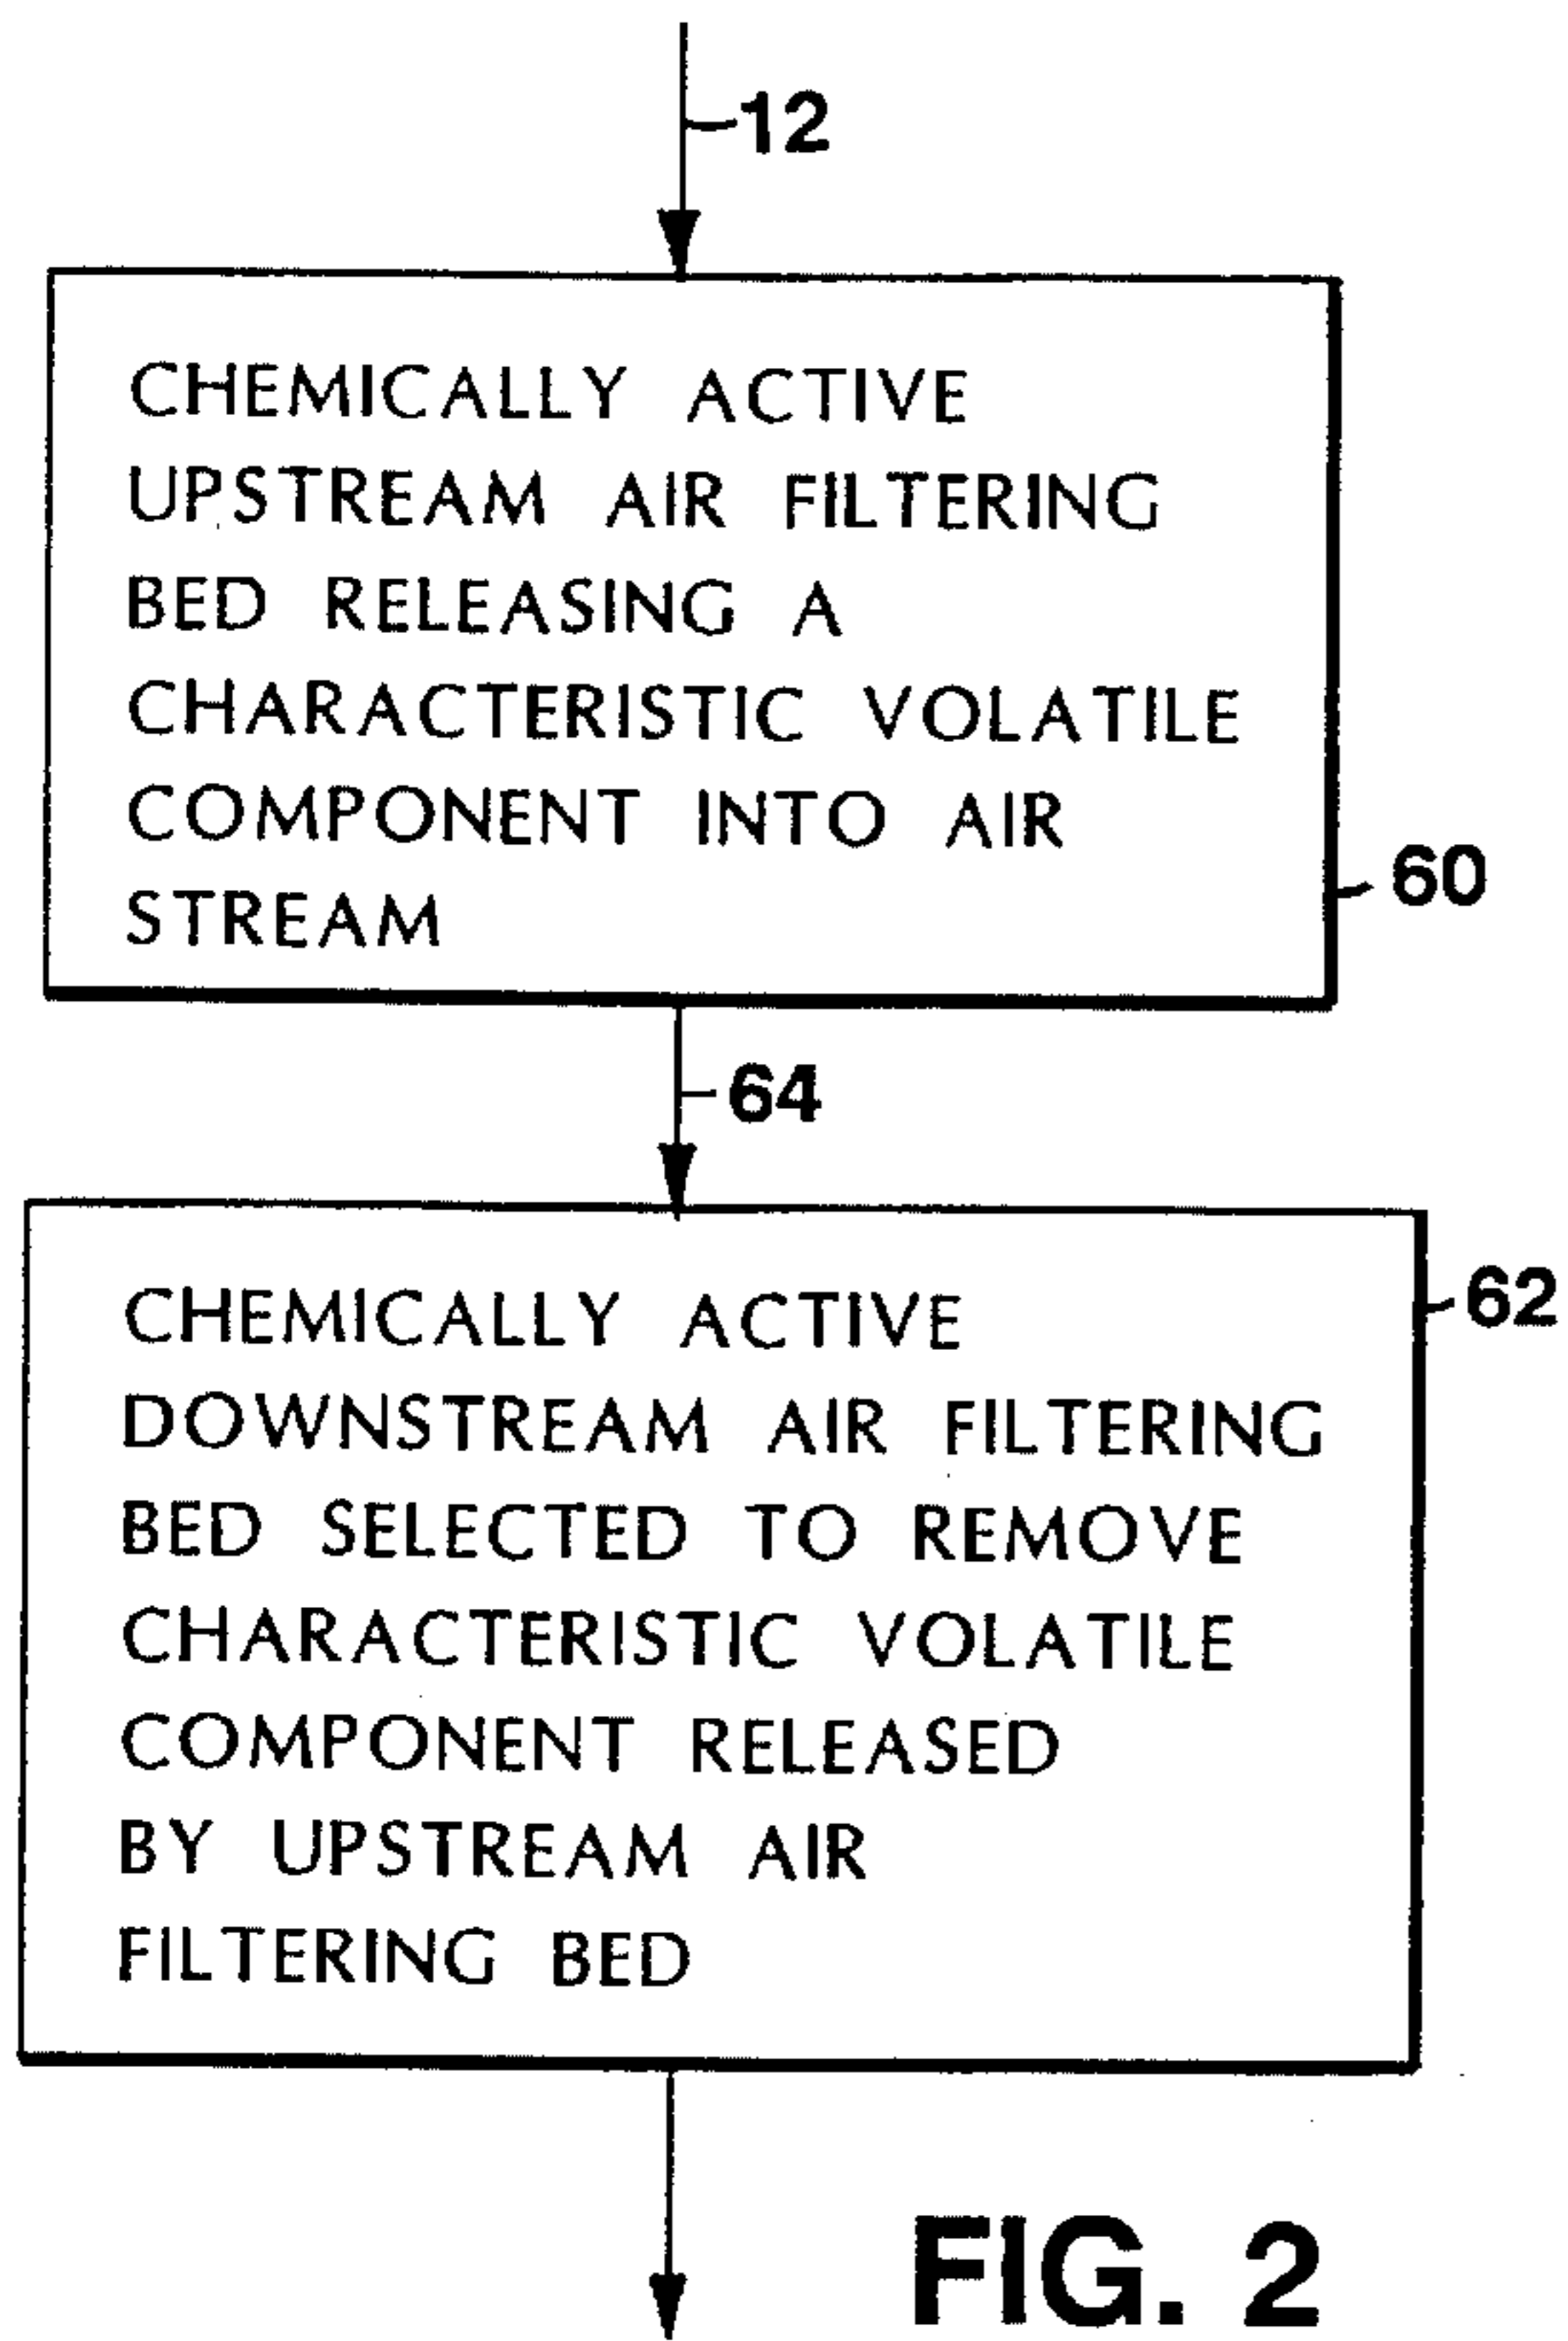 12
CHEMICALLY ACTIVE
UPSTREAM AIR FILTERING
BED RELEASING A
CHARACTERISTIC VOLATILE
COMPONENT INTO AIR
STREAM
60
64
CHEMICALLY ACTIVE
DOWNSTREAM AIR FILTERING
BED SELECTED TO REMOVE
CHARACTERISTIC VOLATILE
COMPONENT RELEASED
BY UPSTREAM AIR
FILTERING BED
62
FIG. 2